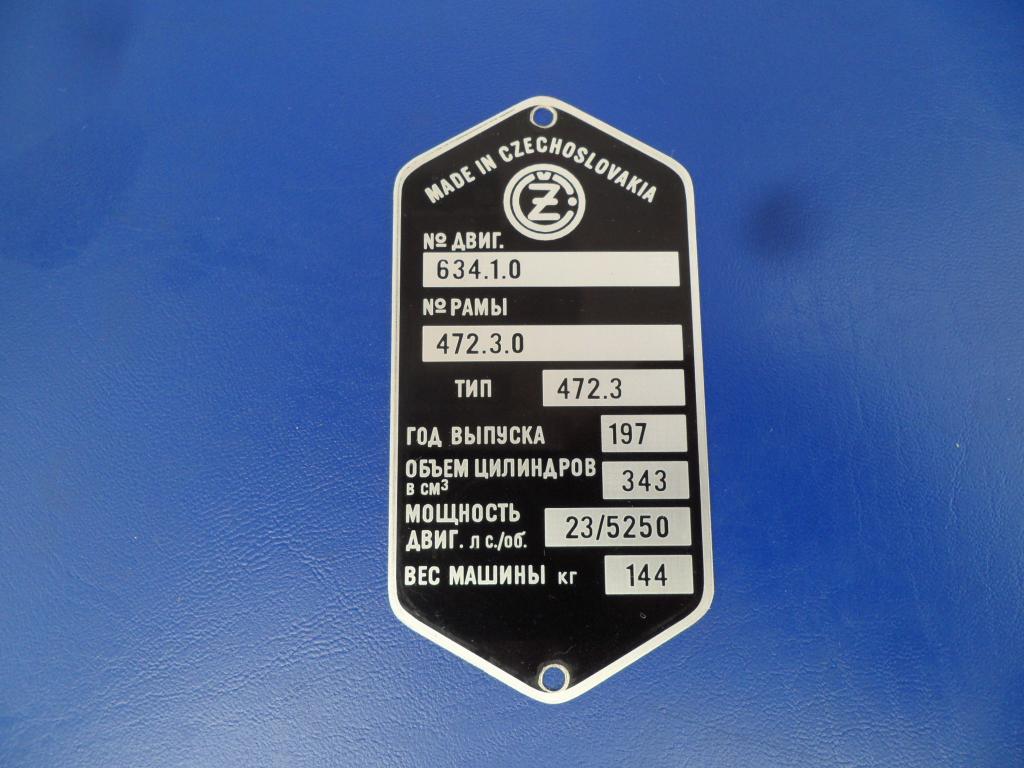 MADE IN CZECHOSLOVAKIA
ČZ
№ ДВИГ.
634.1.0
№ РАМЫ
472.3.0
ТИП 472.3
ГОД ВЫПУСКА 197
ОБЪЕМ ЦИЛИНДРОВ
В СМ³ 343
МОЩНОСТЬ
ДВИГ. Л С./ОБ. 23/5250
ВЕС МАШИНЫ КГ 144